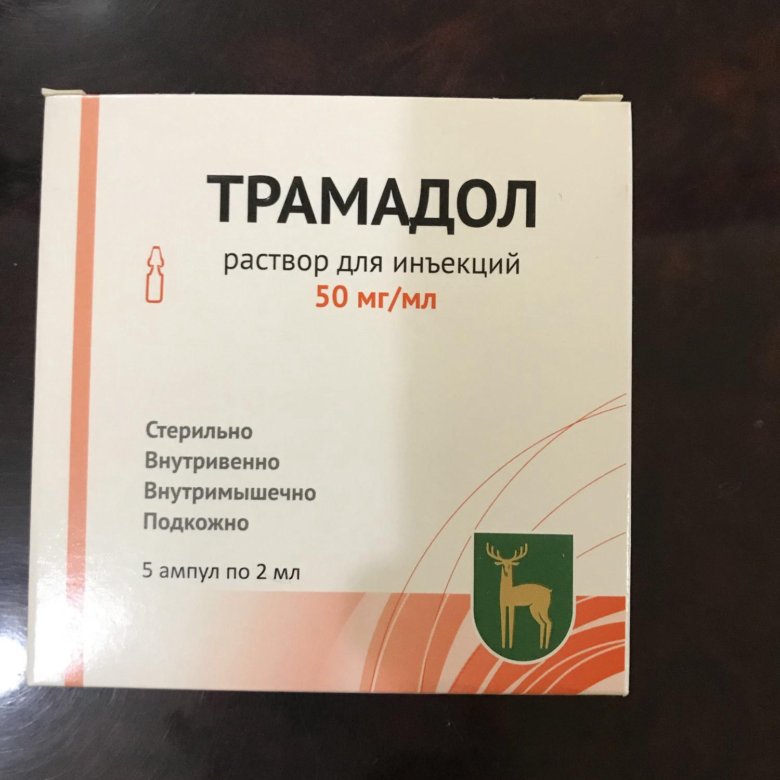 ТРАМАДОЛ
раствор для инъекций
50 мг/мл
Стерильно
Внутривенно
Внутримышечно
Подкожно
5 ампул по 2 мл